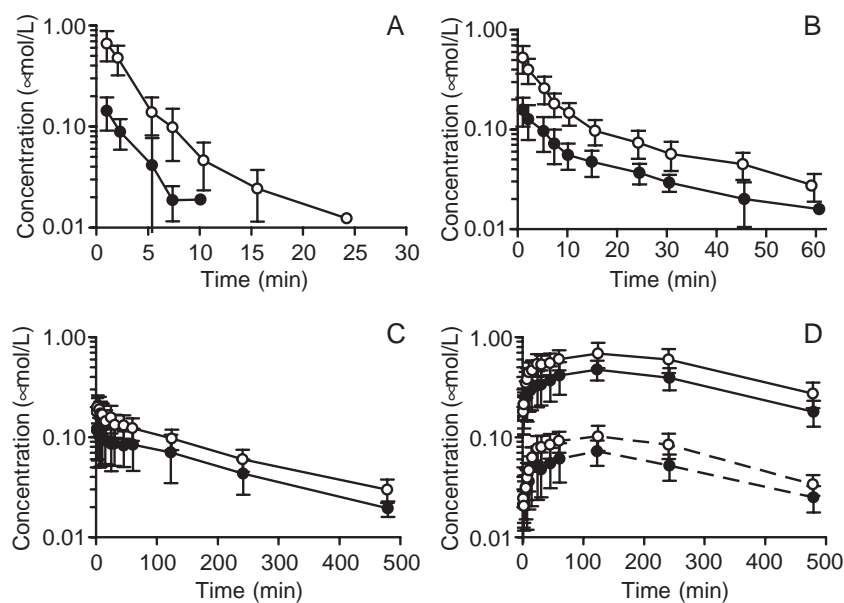 A
Concentration (∝mol/L)
1.00
0.10
0.01
0 5 10 15 20 25 30
Time (min)
B
Concentration (∝mol/L)
1.00
0.10
0.01
0 10 20 30 40 50 60
Time (min)
C
Concentration (∝mol/L)
1.00
0.10
0.01
0 100 200 300 400 500
Time (min)
D
Concentration (∝mol/L)
1.00
0.10
0.01
0 100 200 300 400 500
Time (min)